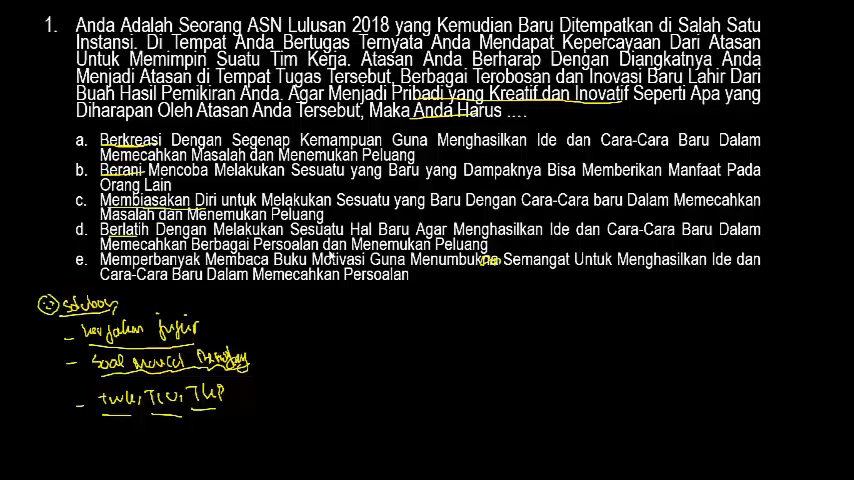 1. Anda Adalah Seorang ASN Lulusan 2018 yang Kemudian Baru Ditempatkan di Salah Satu
Instansi. Di Tempat Anda Bertugas Ternyata Anda Mendapat Kepercayaan Dari Atasan
Untuk Memimpin Suatu Tim Kerja. Atasan Anda Berharap Dengan Diangkatnya Anda
Menjadi Atasan di Tempat Tugas Tersebut, Berbagai Terobosan dan Inovasi Baru Lahir Dari
Buah Hasil Pemikiran Anda. Agar Menjadi Pribadi yang Kreatif dan Inovatif Seperti Apa yang
Diharapan Oleh Atasan Anda Tersebut, Maka Anda Harus ....
a. Berkreasi Dengan Segenap Kemampuan Guna Menghasilkan Ide dan Cara-Cara Baru Dalam
Memecahkan Masalah dan Menemukan Peluang
b. Berani Mencoba Melakukan Sesuatu yang Baru yang Dampaknya Bisa Memberikan Manfaat Pada
Orang Lain
c. Membiasakan Diri untuk Melakukan Sesuatu yang Baru Dengan Cara-Cara baru Dalam Memecahkan
Masalah dan Menemukan Peluang
d. Berlatih Dengan Melakukan Sesuatu Hal Baru Agar Menghasilkan Ide dan Cara-Cara Baru Dalam
Memecahkan Berbagai Persoalan dan Menemukan Peluang
e. Memperbanyak Membaca Buku Motivasi Guna Menumbukna Semangat Untuk Menghasilkan Ide dan
Cara-Cara Baru Dalam Memecahkan Persoalan
- jujur
- Soal
- TWK, TIU, TKP